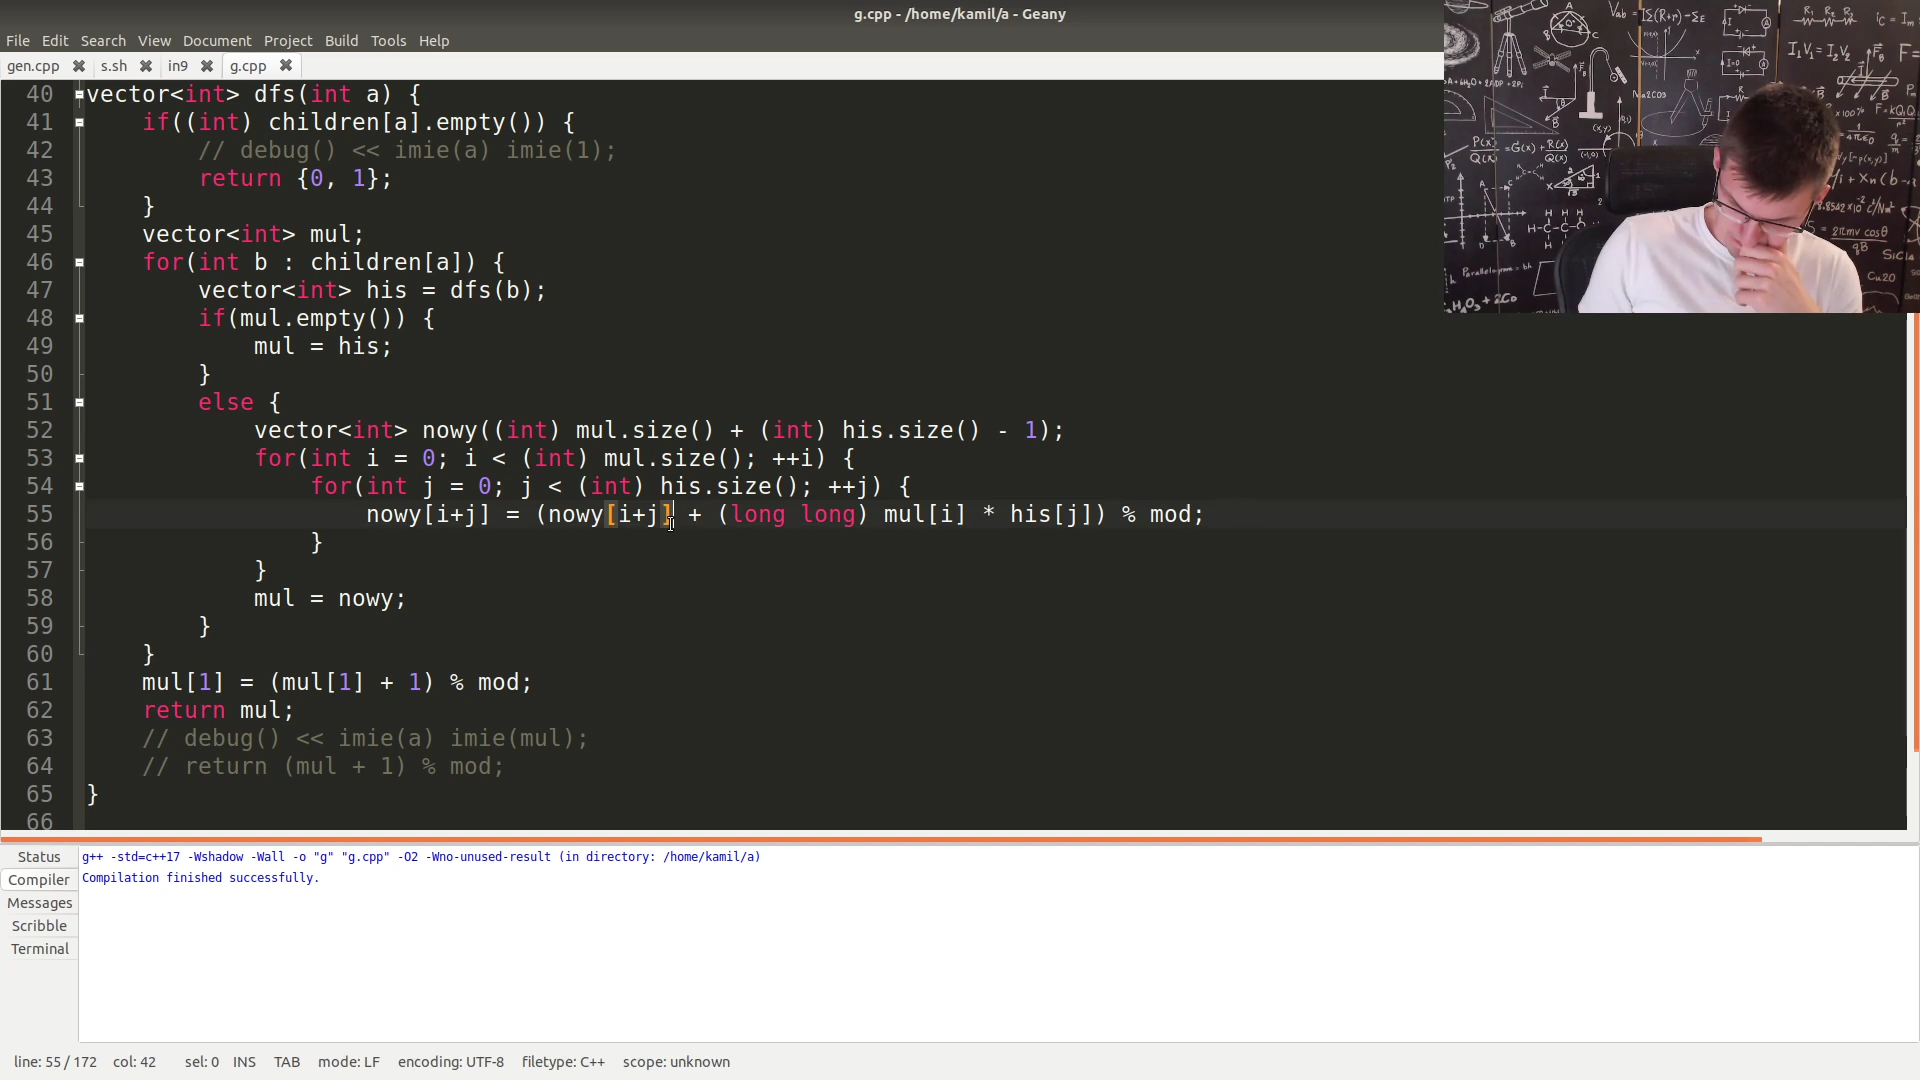 g.cpp - /home/kamil/a - Geany
File Edit Search View Document Project Build Tools Help
gen.cpp s.sh in9 g.cpp
40 vector<int> dfs(int a) {
41 if((int) children[a].empty()) {
42 // debug() << imie(a) imie(1);
43 return {0, 1};
44 }
45 vector<int> mul;
46 for(int b : children[a]) {
47 vector<int> his = dfs(b);
48 if(mul.empty()) {
49 mul = his;
50 }
51 else {
52 vector<int> nowy((int) mul.size() + (int) his.size() - 1);
53 for(int i = 0; i < (int) mul.size(); ++i) {
54 for(int j = 0; j < (int) his.size(); ++j) {
55 nowy[i+j] = (nowy[i+j] + (long long) mul[i] * his[j]) % mod;
56 }
57 }
58 mul = nowy;
59 }
60 }
61 mul[1] = (mul[1] + 1) % mod;
62 return mul;
63 // debug() << imie(a) imie(mul);
64 // return (mul + 1) % mod;
65 }
66
Status
Compiler
Messages
Scribble
Terminal
g++ -std=c++17 -Wshadow -Wall -o "g" "g.cpp" -O2 -Wno-unused-result (in directory: /home/kamil/a)
Compilation finished successfully.
line: 55 / 172 col: 42 sel: 0 INS TAB mode: LF encoding: UTF-8 filetype: C++ scope: unknown